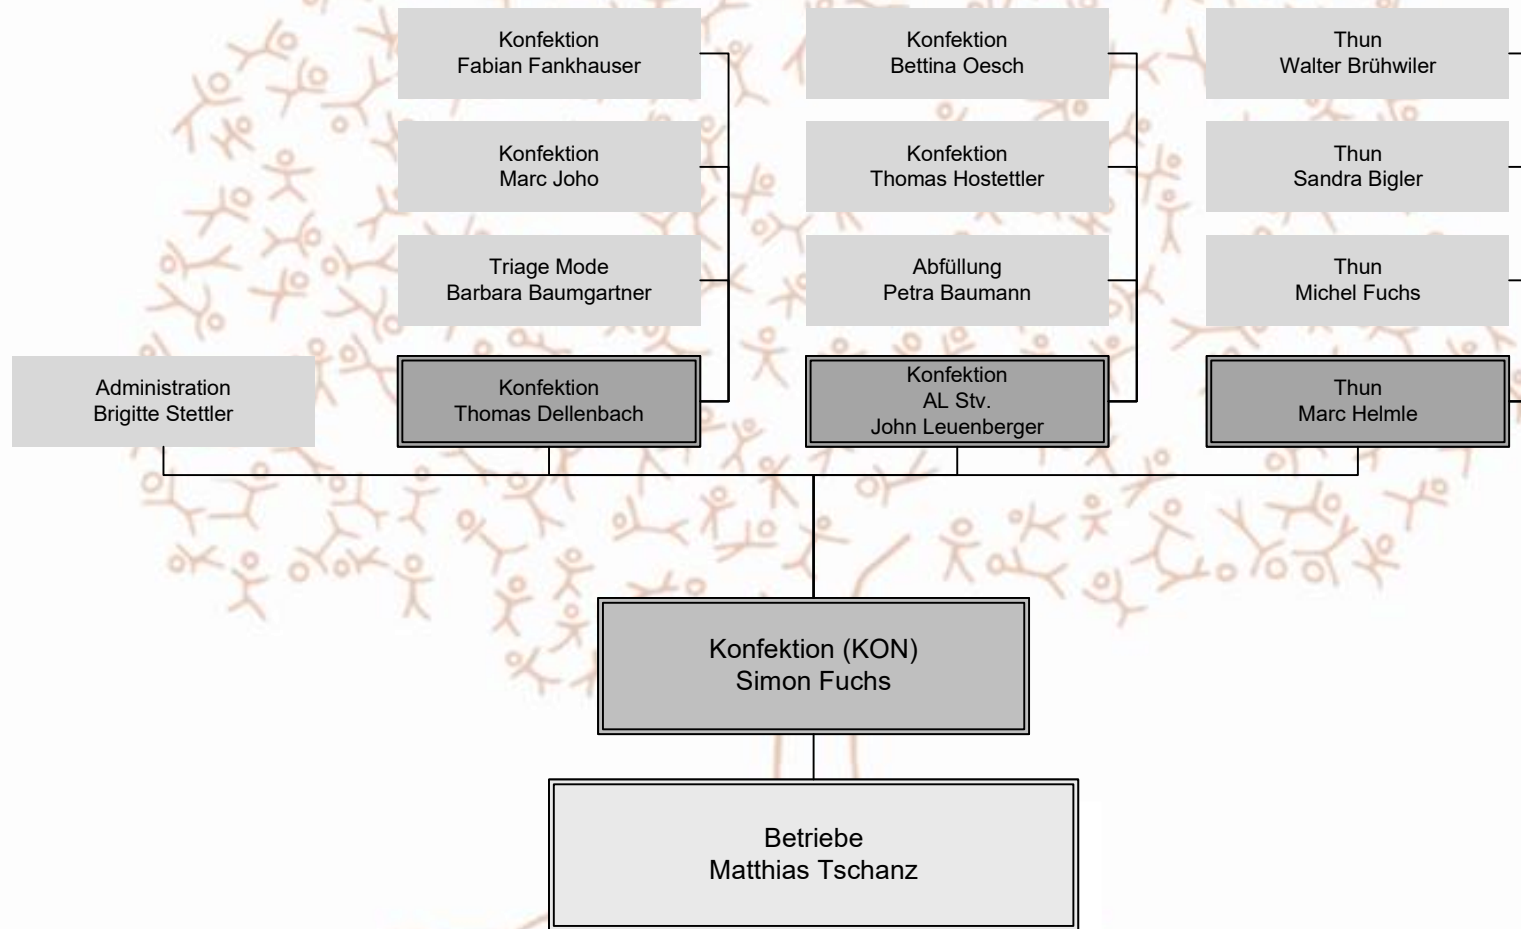 Konfektion
Fabian Fankhauser
Konfektion
Bettina Oesch
Thun
Walter Brühwiler
Konfektion
Marc Joho
Konfektion
Thomas Hostettler
Thun
Sandra Bigler
Triage Mode
Barbara Baumgartner
Abfüllung
Petra Baumann
Thun
Michel Fuchs
Administration
Brigitte Stettler
Konfektion
Thomas Dellenbach
Konfektion
AL Stv.
John Leuenberger
Thun
Marc Helmle
Konfektion (KON)
Simon Fuchs
Betriebe
Matthias Tschanz